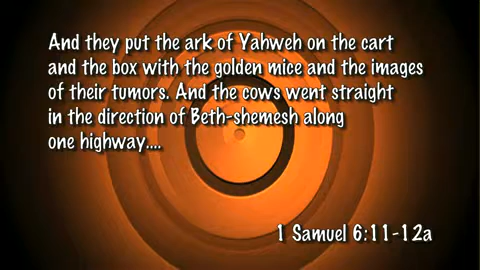 And they put the ark of Yahweh on the cart
and the box with the golden mice and the images
of their tumors. And the cows went straight
in the direction of Beth-shemesh along
one highway....
1 Samuel 6:11-12a